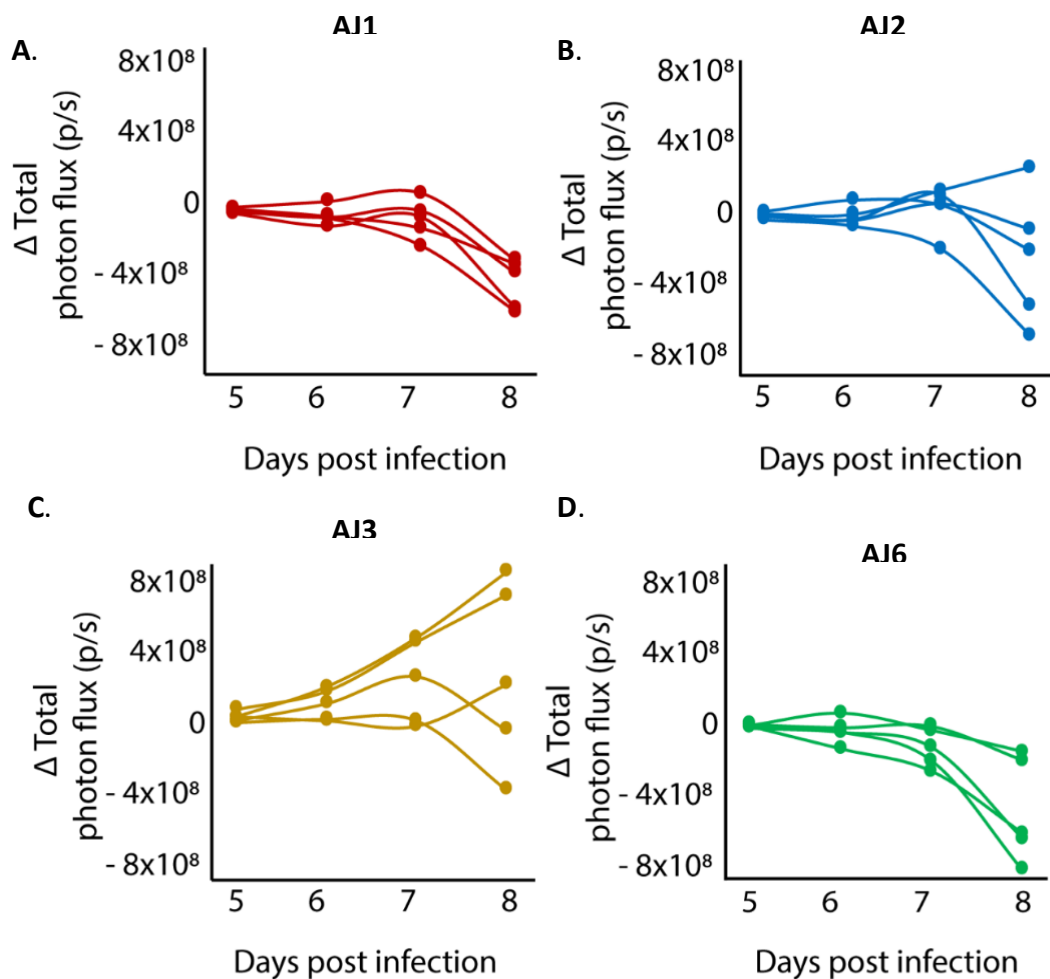 AJ1
A.
8x10⁸
4x10⁸
0
- 4x10⁸
- 8x10⁸
Δ Total
photon flux (p/s)
5 6 7 8
Days post infection
AJ2
B.
8x10⁸
4x10⁸
0
- 4x10⁸
- 8x10⁸
Δ Total
photon flux (p/s)
5 6 7 8
Days post infection
C.
AJ3
8x10⁸
4x10⁸
0
- 4x10⁸
- 8x10⁸
Δ Total
photon flux (p/s)
5 6 7 8
Days post infection
D.
AJ6
8x10⁸
4x10⁸
0
- 4x10⁸
- 8x10⁸
Δ Total
photon flux (p/s)
5 6 7 8
Days post infection